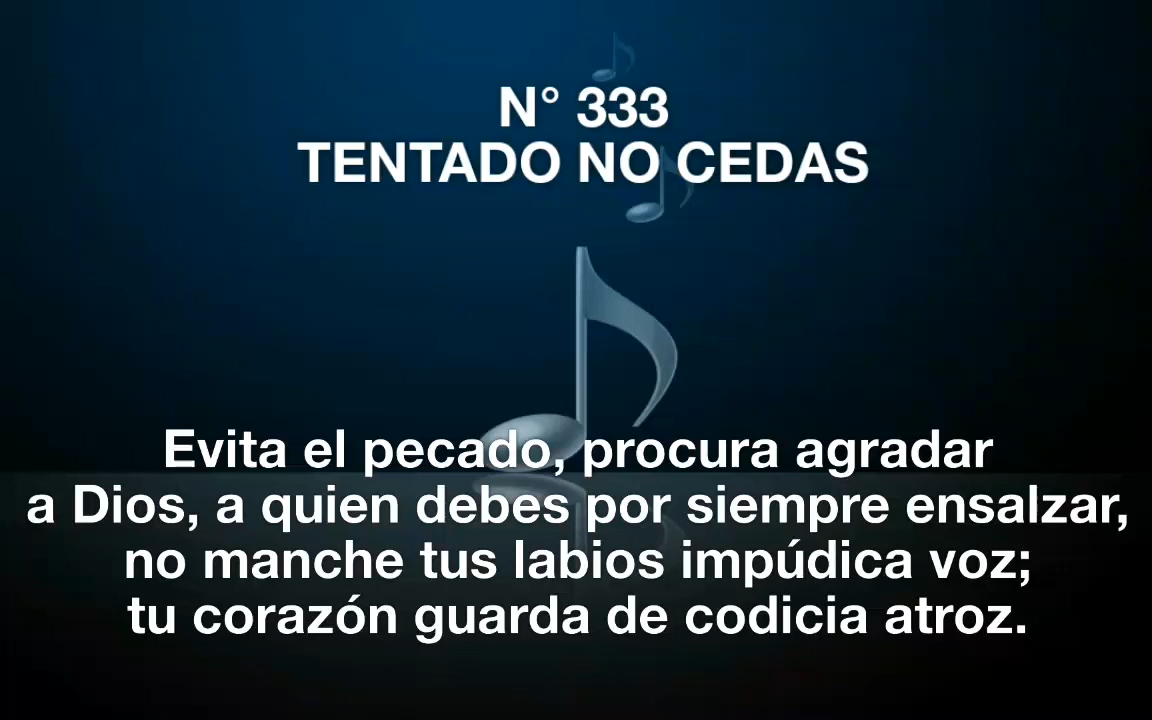 N° 333
TENTADO NO CEDAS
Evita el pecado, procura agradar
a Dios, a quien debes por siempre ensalzar,
no manche tus labios impúdica voz;
tu corazón guarda de codicia atroz.